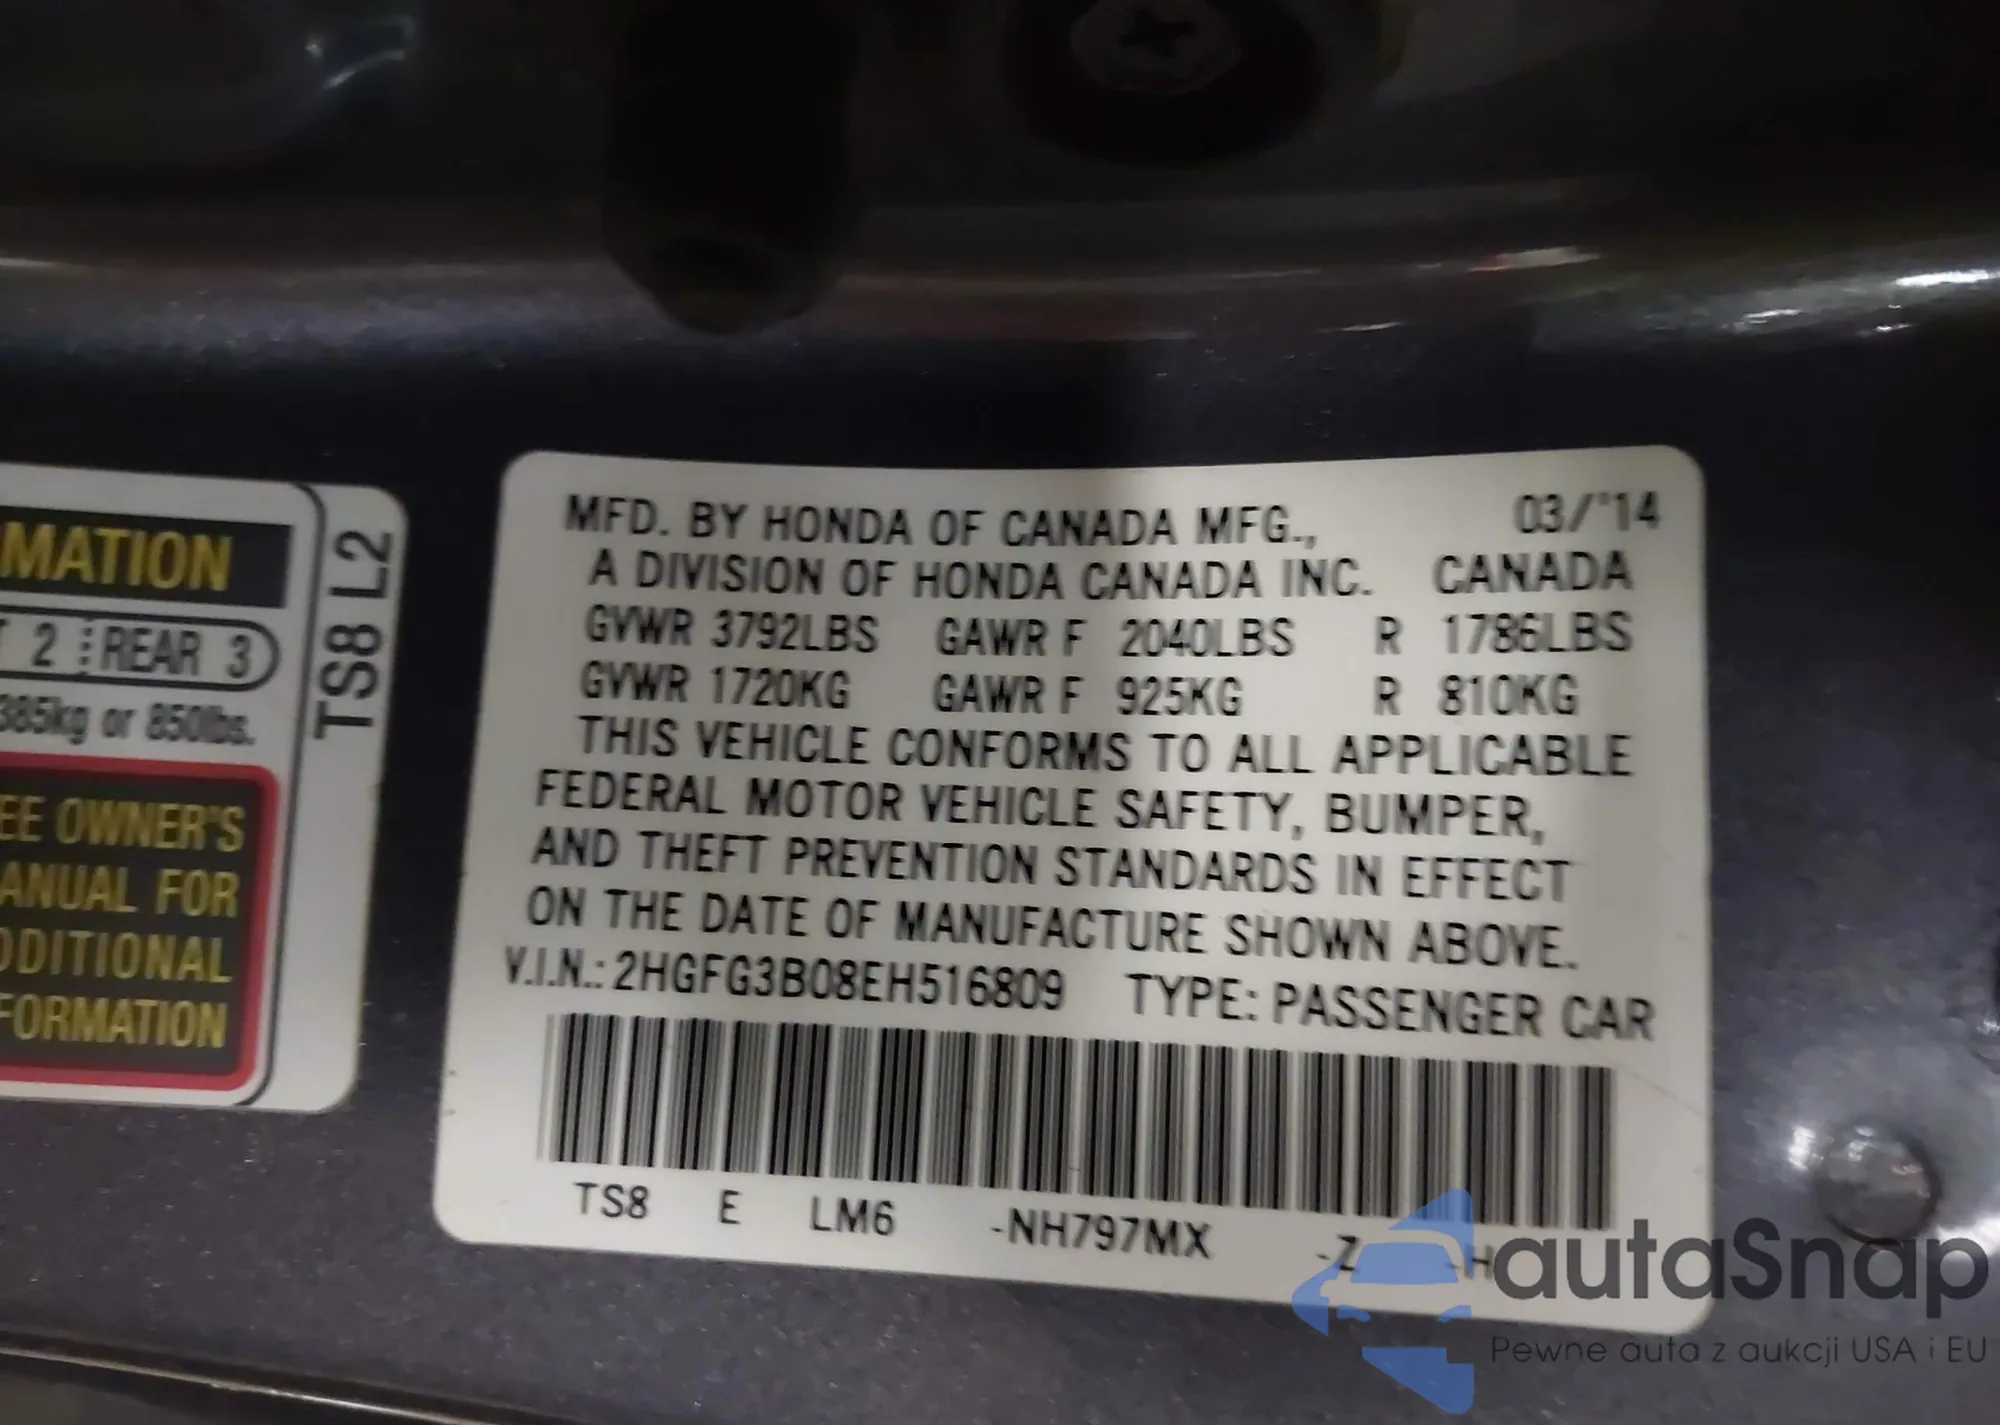 MATION
2 REAR 3
385kg or 850lbs.
EE OWNER'S
ANUAL FOR
DDITIONAL
FORMATION
TS8 L2
MFD. BY HONDA OF CANADA MFG., 03/'14
A DIVISION OF HONDA CANADA INC. CANADA
GVWR 3792LBS GAWR F 2040LBS R 1786LBS
GVWR 1720KG GAWR F 925KG R 810KG
THIS VEHICLE CONFORMS TO ALL APPLICABLE
FEDERAL MOTOR VEHICLE SAFETY, BUMPER,
AND THEFT PREVENTION STANDARDS IN EFFECT
ON THE DATE OF MANUFACTURE SHOWN ABOVE.
V.I.N.: 2HGFG3B08EH516809 TYPE: PASSENGER CAR
TS8 E LM6 -NH797MX -Z -H
autaSnap
Pewne auta z aukcji USA i EU